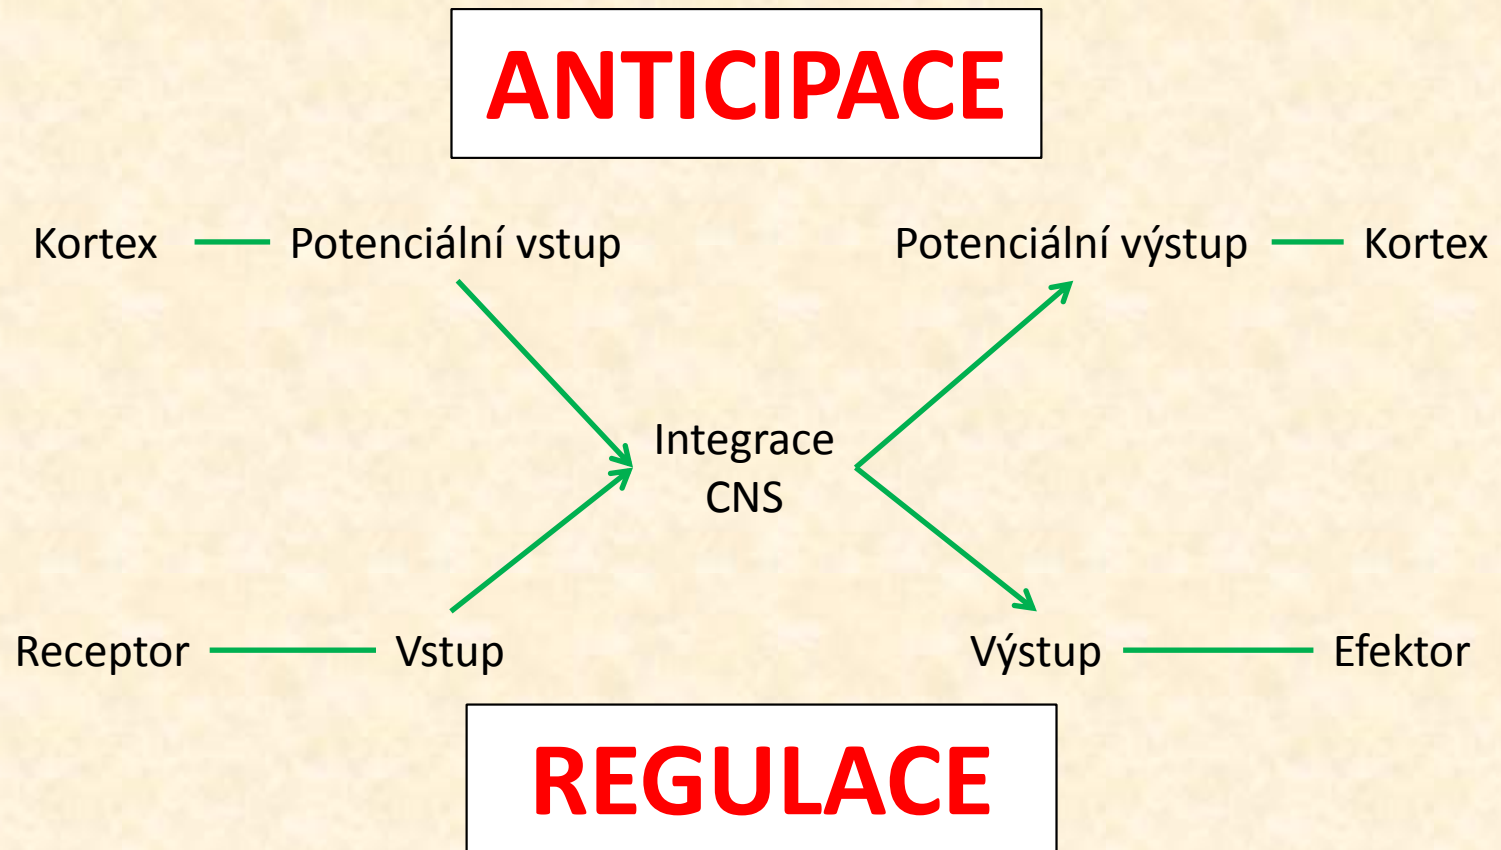 ANTICIPACE
Kortex Potenciální vstup Potenciální výstup Kortex
Integrace
CNS
Receptor Vstup Výstup Efektor
REGULACE